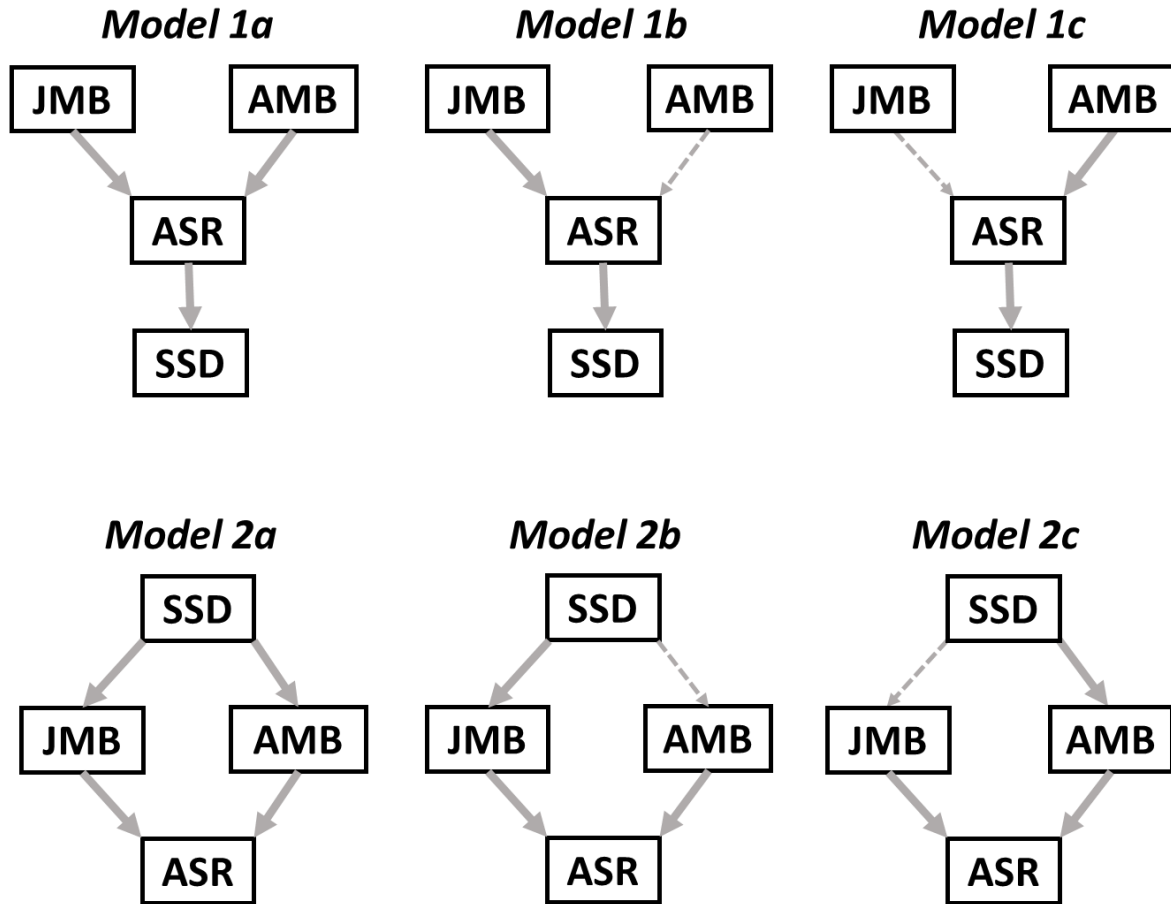 Model 1a
Model 1b
Model 1c
JMB
AMB
JMB
AMB
JMB
AMB
ASR
ASR
ASR
SSD
SSD
SSD
Model 2a
Model 2b
Model 2c
SSD
SSD
SSD
JMB
AMB
JMB
AMB
JMB
AMB
ASR
ASR
ASR